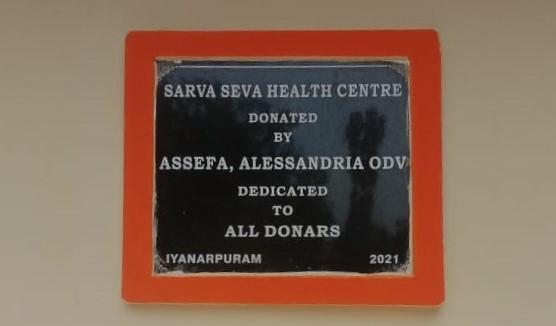 SARVA SEVA HEALTH CENTRE
DONATED
BY
ASSEFA, ALESSANDRIA ODV
DEDICATED
TO
ALL DONARS
IYANARPURAM 2021